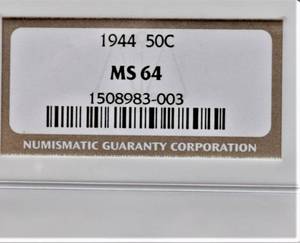 1944 50C
MS 64
1508983-003
NUMISMATIC GUARANTY CORPORATION